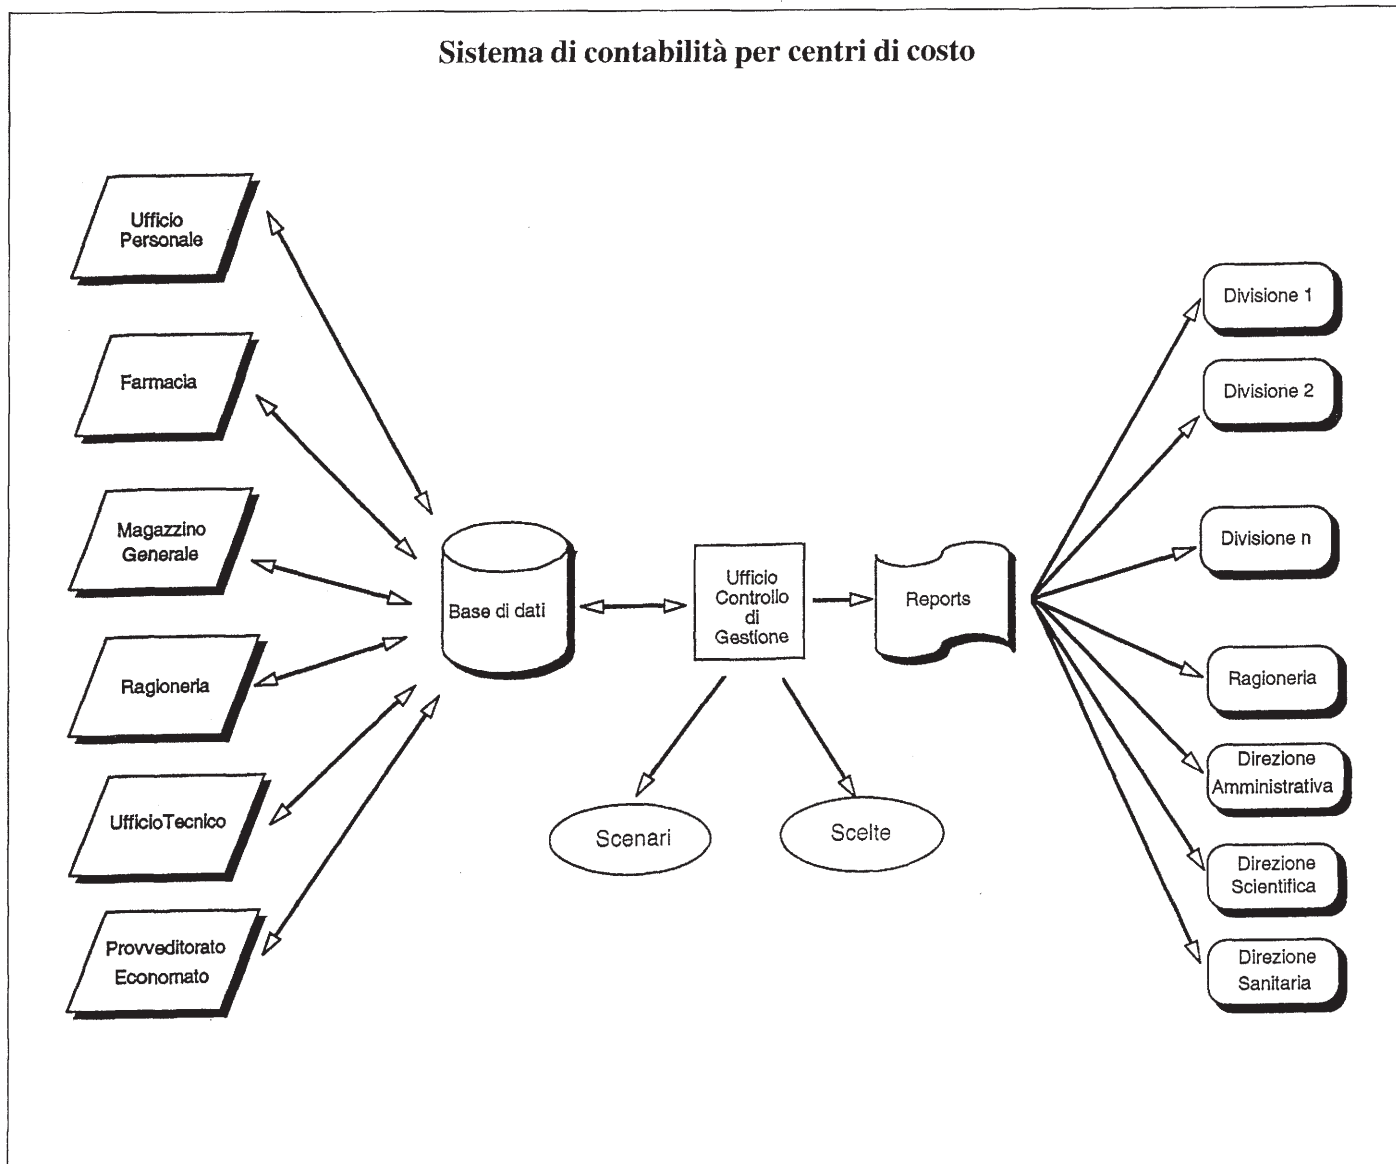 Sistema di contabilità per centri di costo
Ufficio
Personale
Farmacia
Magazzino
Generale
Ragioneria
UfficioTecnico
Provveditorato
Economato
Base di dati
Ufficio
Controllo
di
Gestione
Reports
Scenari
Scelte
Divisione 1
Divisione 2
Divisione n
Ragioneria
Direzione
Amministrativa
Direzione
Scientifica
Direzione
Sanitaria